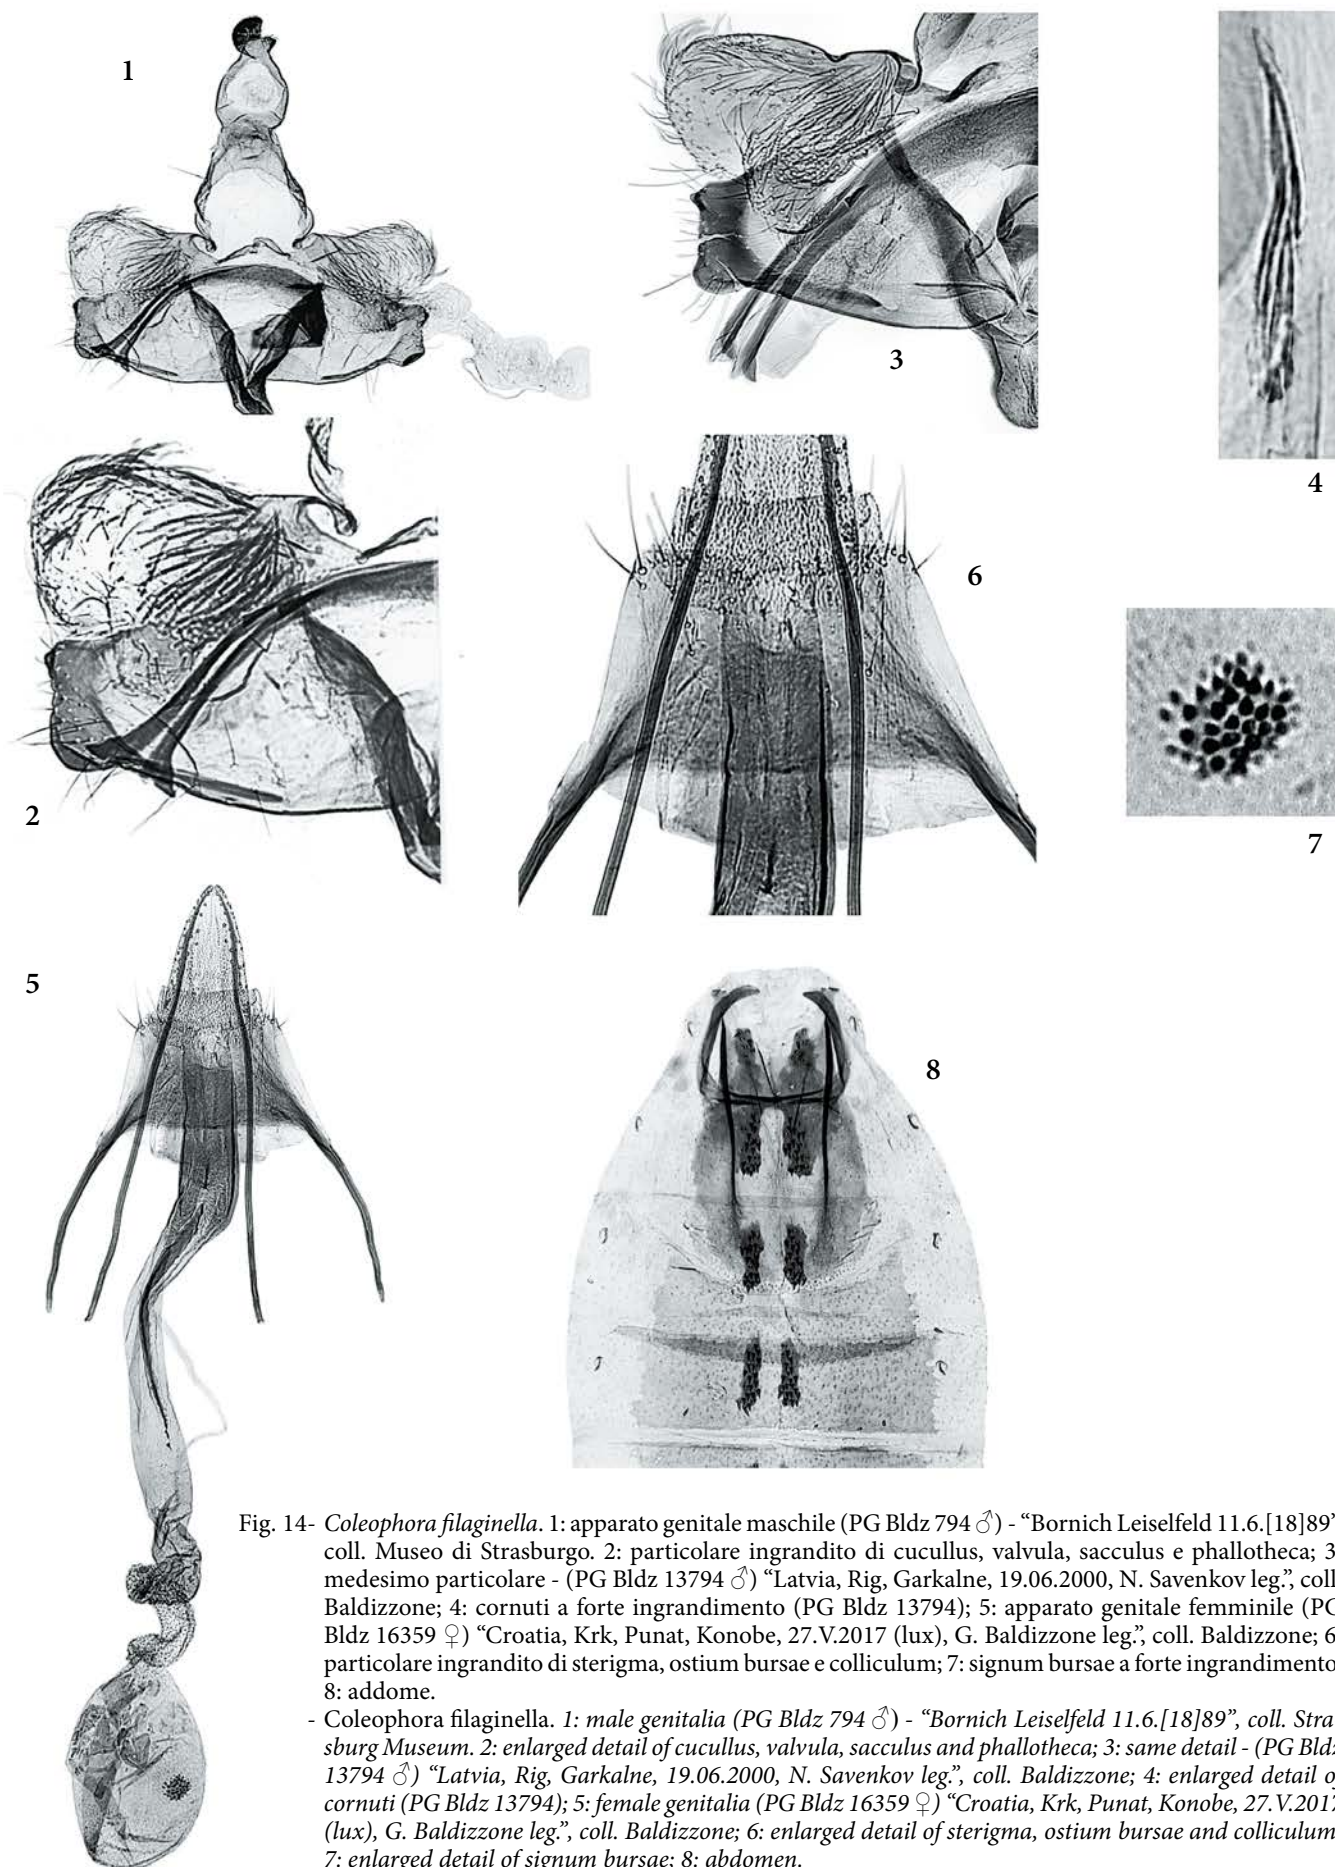 1
3
4
2
6
7
5
8
Fig. 14- Coleophora filaginella. 1: apparato genitale maschile (PG Bldz 794 ♂) - “Bornich Leiselfeld 11.6.[18]89”
coll. Museo di Strasburgo. 2: particolare ingrandito di cucullus, valvula, sacculus e phallotheca; 3
medesimo particolare - (PG Bldz 13794 ♂) “Latvia, Rig, Garkalne, 19.06.2000, N. Savenkov leg.”, coll
Baldizzone; 4: cornuti a forte ingrandimento (PG Bldz 13794); 5: apparato genitale femminile (PG
Bldz 16359 ♀) “Croatia, Krk, Punat, Konobe, 27.V.2017 (lux), G. Baldizzone leg.”, coll. Baldizzone; 6
particolare ingrandito di sterigma, ostium bursae e colliculum; 7: signum bursae a forte ingrandimento
8: addome.
- Coleophora filaginella. 1: male genitalia (PG Bldz 794 ♂) - “Bornich Leiselfeld 11.6.[18]89”, coll. Stra
sburg Museum. 2: enlarged detail of cucullus, valvula, sacculus and phallotheca; 3: same detail - (PG Bldz
13794 ♂) “Latvia, Rig, Garkalne, 19.06.2000, N. Savenkov leg.”, coll. Baldizzone; 4: enlarged detail of
cornuti (PG Bldz 13794); 5: female genitalia (PG Bldz 16359 ♀) “Croatia, Krk, Punat, Konobe, 27.V.2017
(lux), G. Baldizzone leg.”, coll. Baldizzone; 6: enlarged detail of sterigma, ostium bursae and colliculum
7: enlarged detail of signum bursae; 8: abdomen.